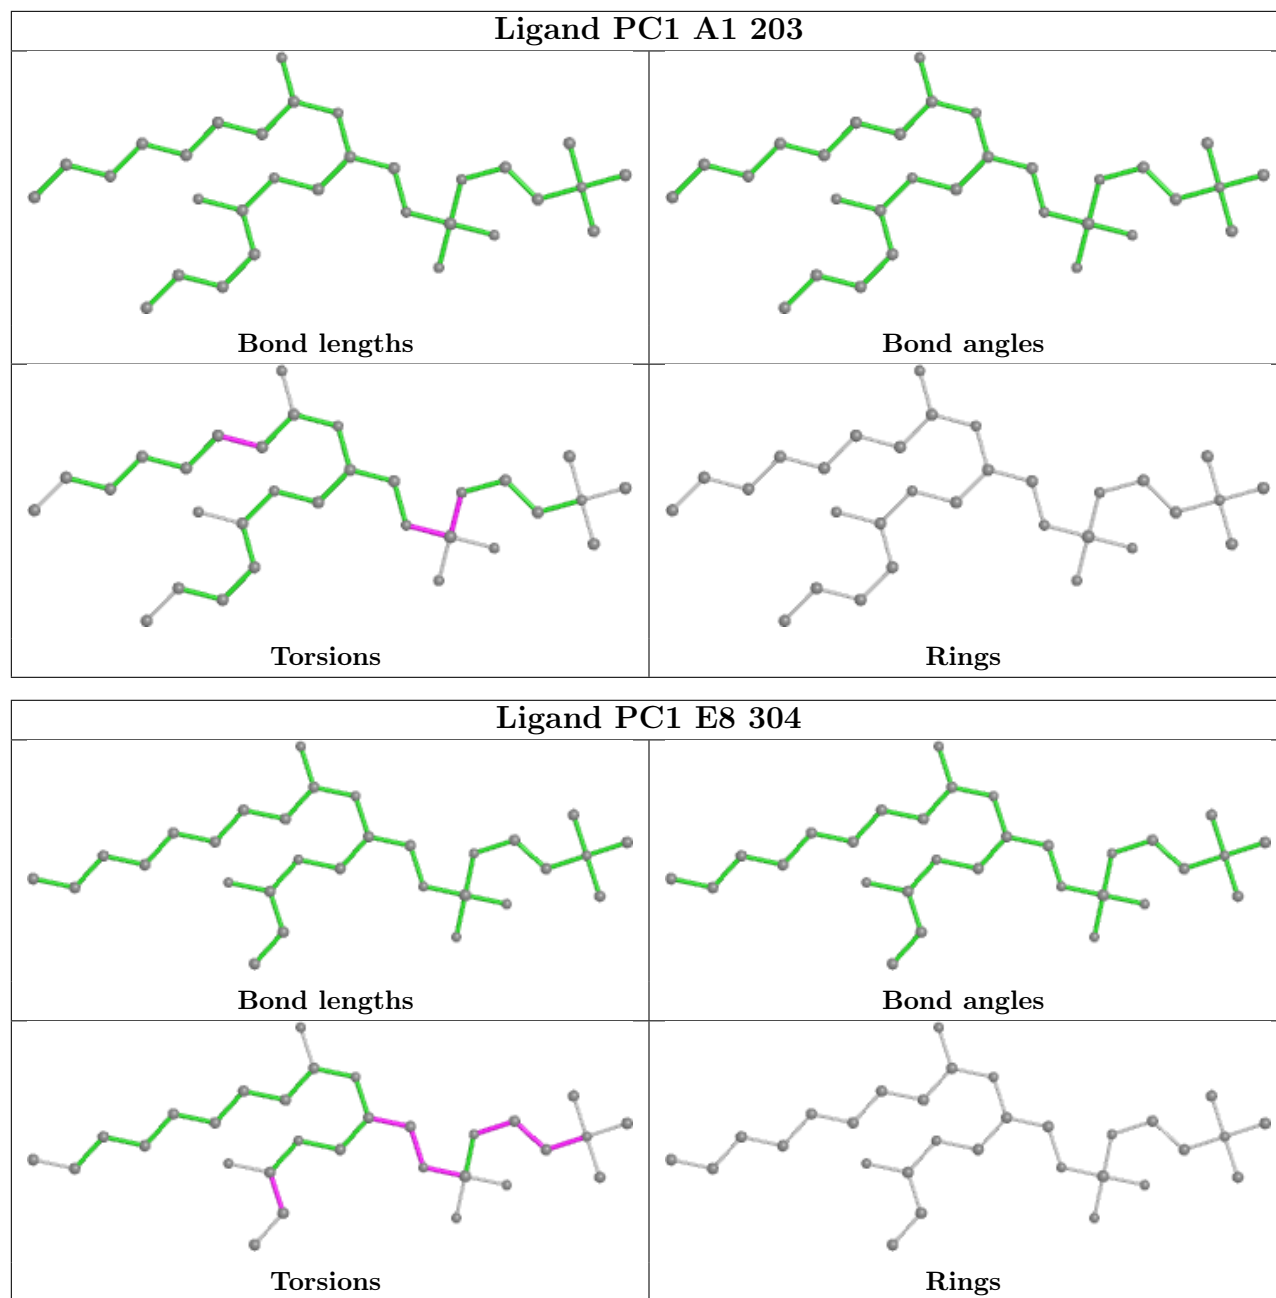 Ligand PC1 A1 203
Bond lengths
Bond angles
Torsions
Rings
Ligand PC1 E8 304
Bond lengths
Bond angles
Torsions
Rings